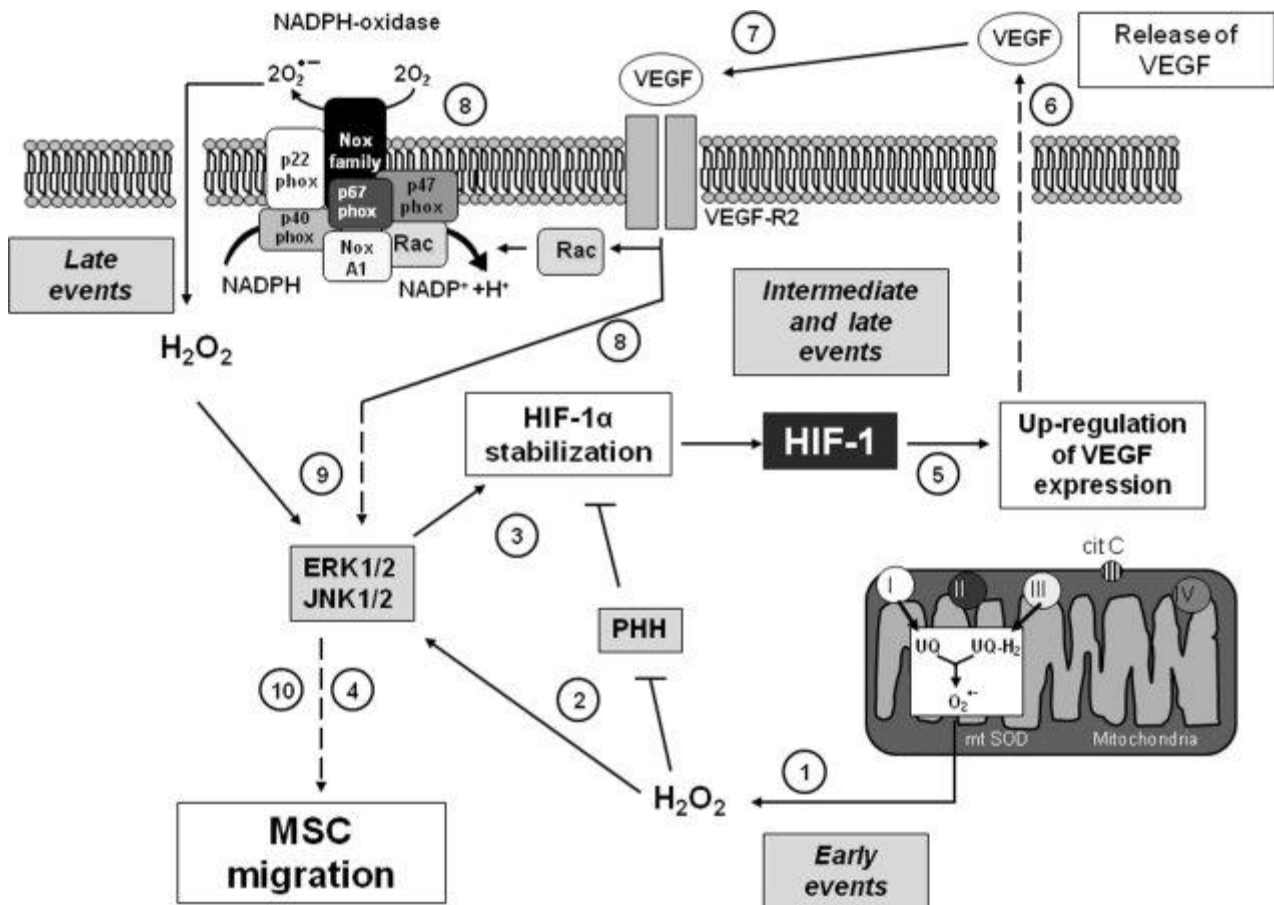 NADPH-oxidase
2O₂•−
2O₂
8
p22
phox
Nox
family
p67
phox
p47
phox
p40
phox
Nox
A1
Rac
NADPH
NADP⁺ +H⁺
Rac
7
VEGF
VEGF
Release of
VEGF
6
VEGF-R2
Late
events
H₂O₂
8
Intermediate
and late
events
HIF-1α
stabilization
HIF-1
5
Up-regulation
of VEGF
expression
9
3
ERK1/2
JNK1/2
PHH
10
4
2
H₂O₂
1
MSC
migration
Early
events
cit C
I
II
III
IV
UQ
UQ-H₂
O₂•−
mt SOD
Mitochondria